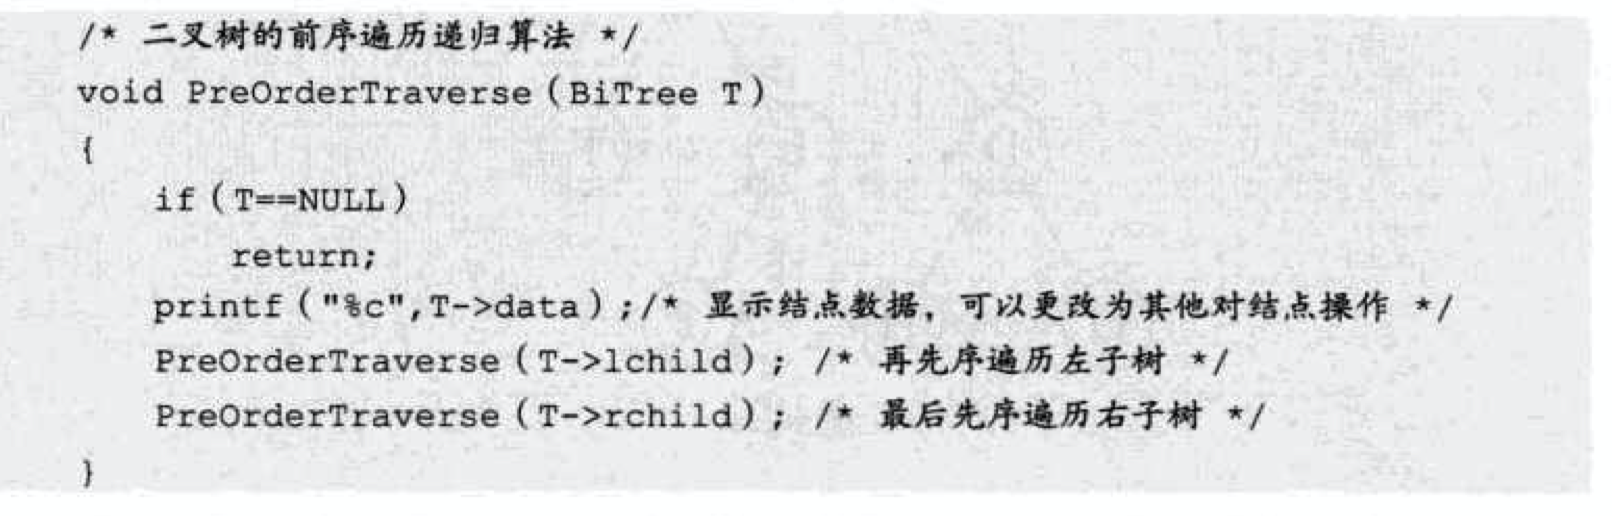 /* 二叉树的前序遍历递归算法 */
void PreOrderTraverse(BiTree T)
{
if(T==NULL)
return;
printf("%c",T->data);/* 显示结点数据，可以更改为其他对结点操作 */
PreOrderTraverse(T->lchild); /* 再先序遍历左子树 */
PreOrderTraverse(T->rchild); /* 最后先序遍历右子树 */
}